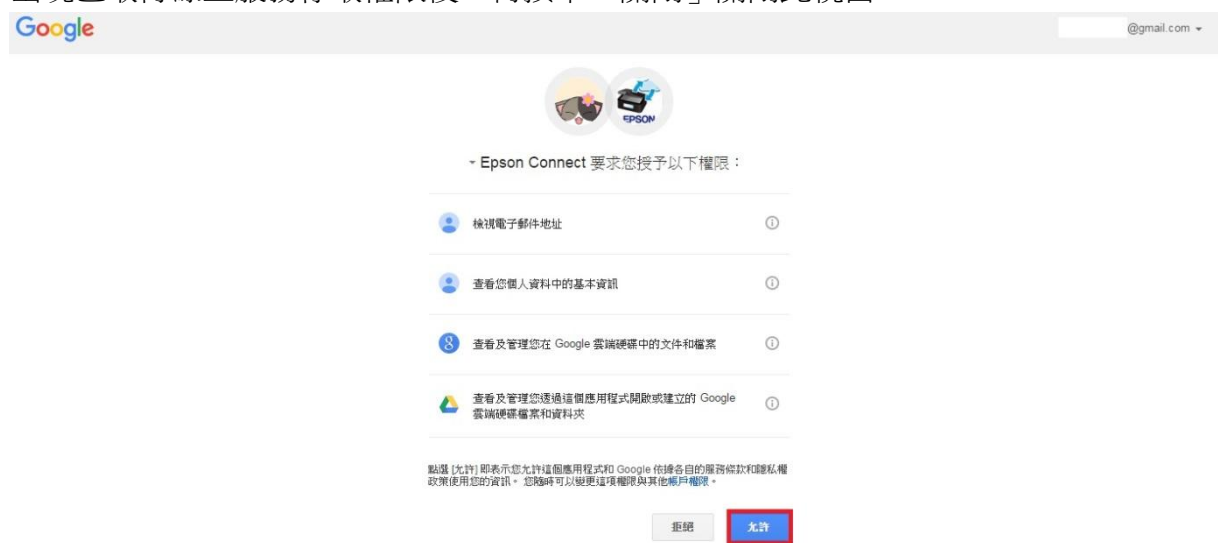 Google
@gmail.com
EPSON
Epson Connect 要求您授予以下權限：
檢視電子郵件地址
查看您個人資料中的基本資訊
8 查看及管理您在 Google 雲端硬碟中的文件和檔案
查看及管理您透過這個應用程式開啟或建立的 Google
雲端硬碟檔案和資料夾
點選 [允許] 即表示您允許這個應用程式和 Google 依據各自的服務條款和隱私權
政策使用您的資訊。您隨時可以變更這項權限與其他帳戶權限。
拒絕 允許